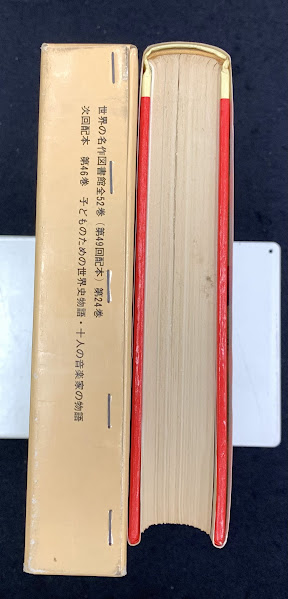 世界の名作図書館全52巻(第49回配本)第24巻
次回配本 第46巻 子どものための世界史物語・十人の音楽家の物語